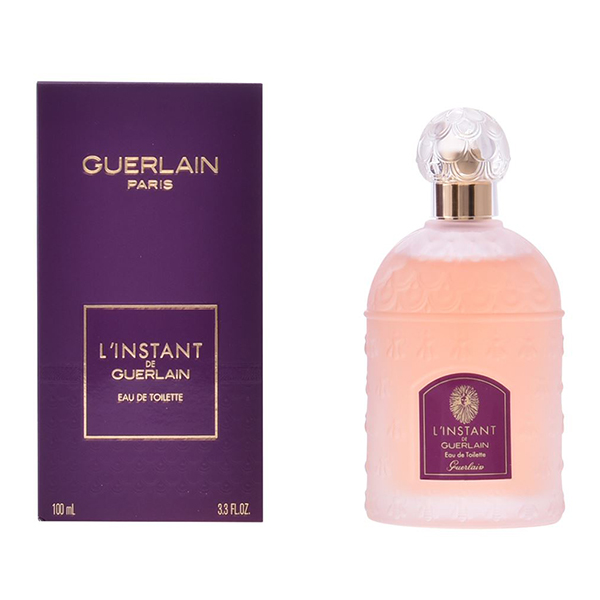 GUERLAIN
PARIS
L'INSTANT
DE
GUERLAIN
EAU DE TOILETTE
100 mL 3.3 FL.OZ.
L'INSTANT
DE
GUERLAIN
Eau de Toilette
Guerlain